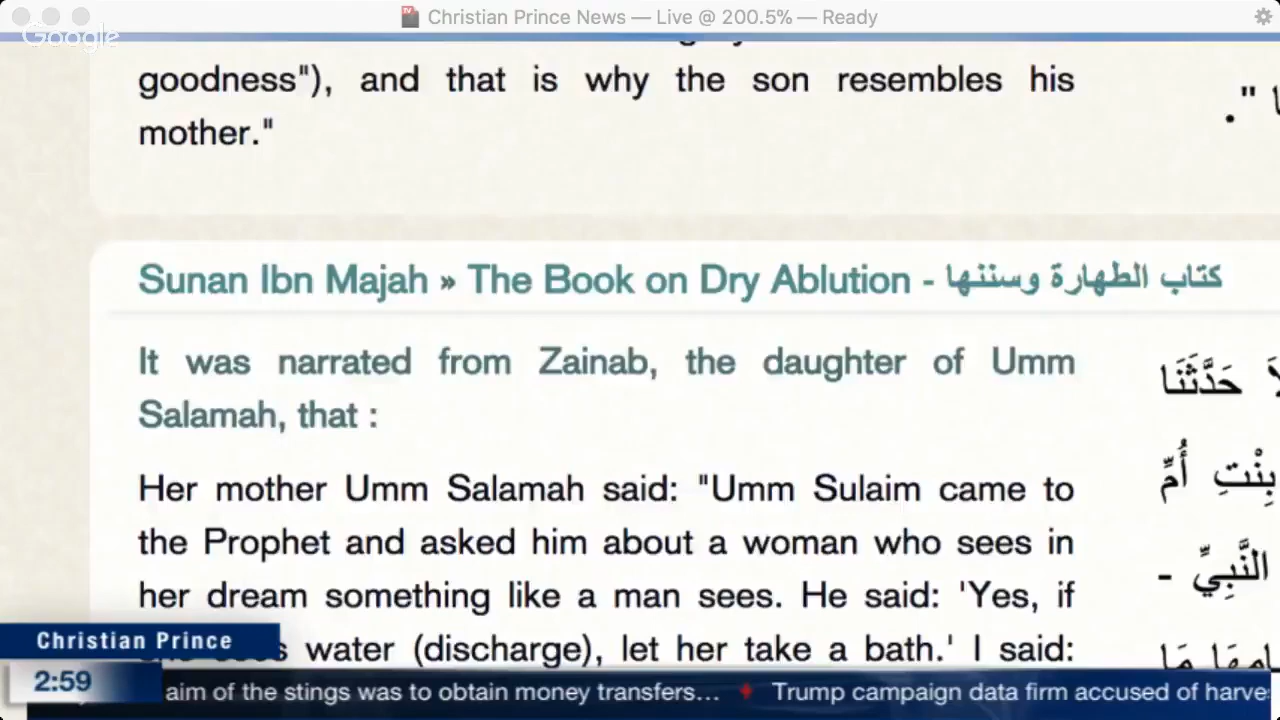 Christian Prince News — Live @ 200.5% — Ready
Google
goodness"), and that is why the son resembles his
mother."
Sunan Ibn Majah » The Book on Dry Ablution - كتاب الطهارة وسننها
It was narrated from Zainab, the daughter of Umm
Salamah, that :
حَدَّثَنَا
Her mother Umm Salamah said: "Umm Sulaim came to
بِنْتِ أُمِّ
the Prophet and asked him about a woman who sees in
her dream something like a man sees. He said: 'Yes, if
النَّبِيِّ -
water (discharge), let her take a bath.' I said:
Christian Prince
2:59
aim of the stings was to obtain money transfers... Trump campaign data firm accused of